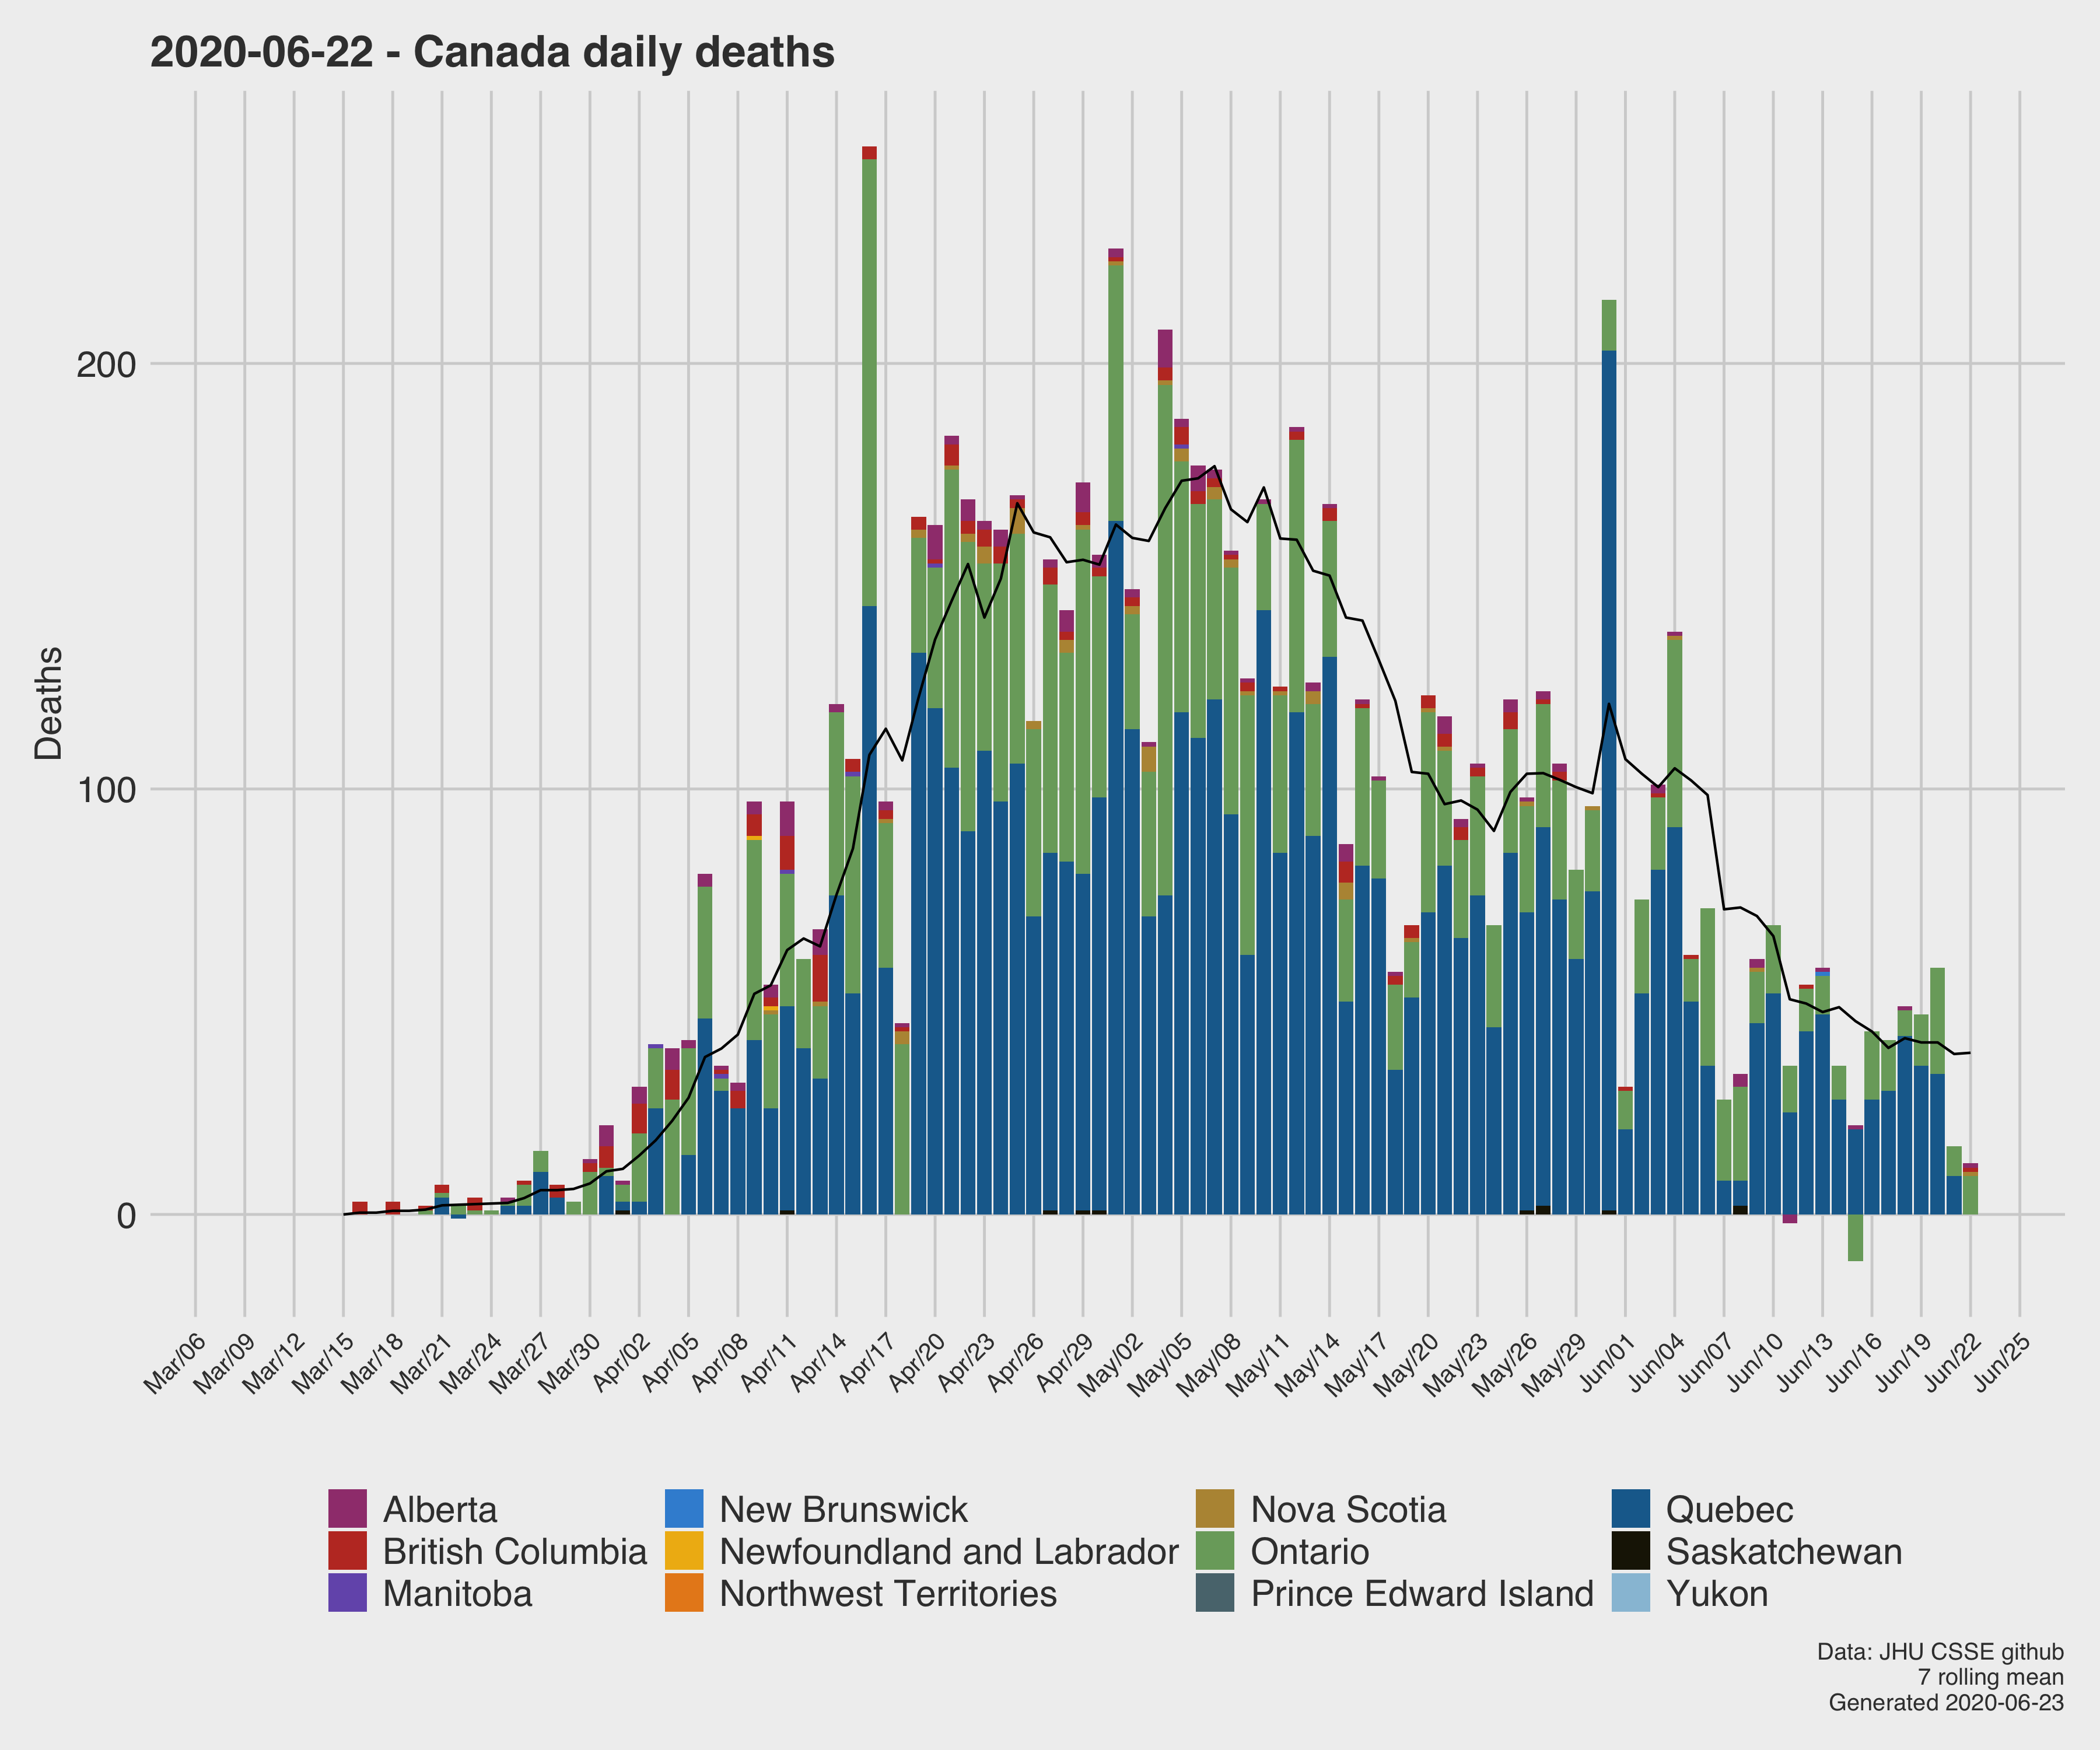 2020-06-22 - Canada daily deaths
Deaths
200
100
0
Mar/06
Mar/09
Mar/12
Mar/15
Mar/18
Mar/21
Mar/24
Mar/27
Mar/30
Apr/02
Apr/05
Apr/08
Apr/11
Apr/14
Apr/17
Apr/20
Apr/23
Apr/26
Apr/29
May/02
May/05
May/08
May/11
May/14
May/17
May/20
May/23
May/26
May/29
Jun/01
Jun/04
Jun/07
Jun/10
Jun/13
Jun/16
Jun/19
Jun/22
Jun/25
Alberta
British Columbia
Manitoba
New Brunswick
Newfoundland and Labrador
Northwest Territories
Nova Scotia
Ontario
Prince Edward Island
Quebec
Saskatchewan
Yukon
Data: JHU CSSE github
7 rolling mean
Generated 2020-06-23